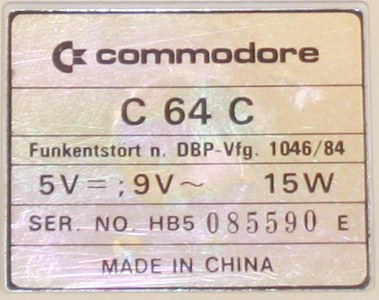 commodore
C 64 C
Funkentstört n. DBP-Vfg. 1046/84
5V⎓; 9V~ 15W
SER. NO. HB5 085590 E
MADE IN CHINA